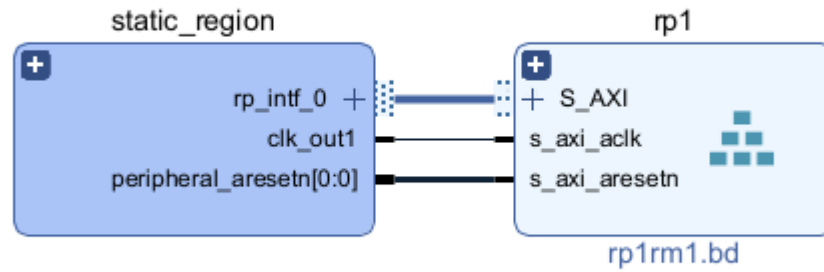 static_region
rp1
rp_intf_0
S_AXI
clk_out1
s_axi_aclk
peripheral_aresetn[0:0]
s_axi_aresetn
rp1rm1.bd